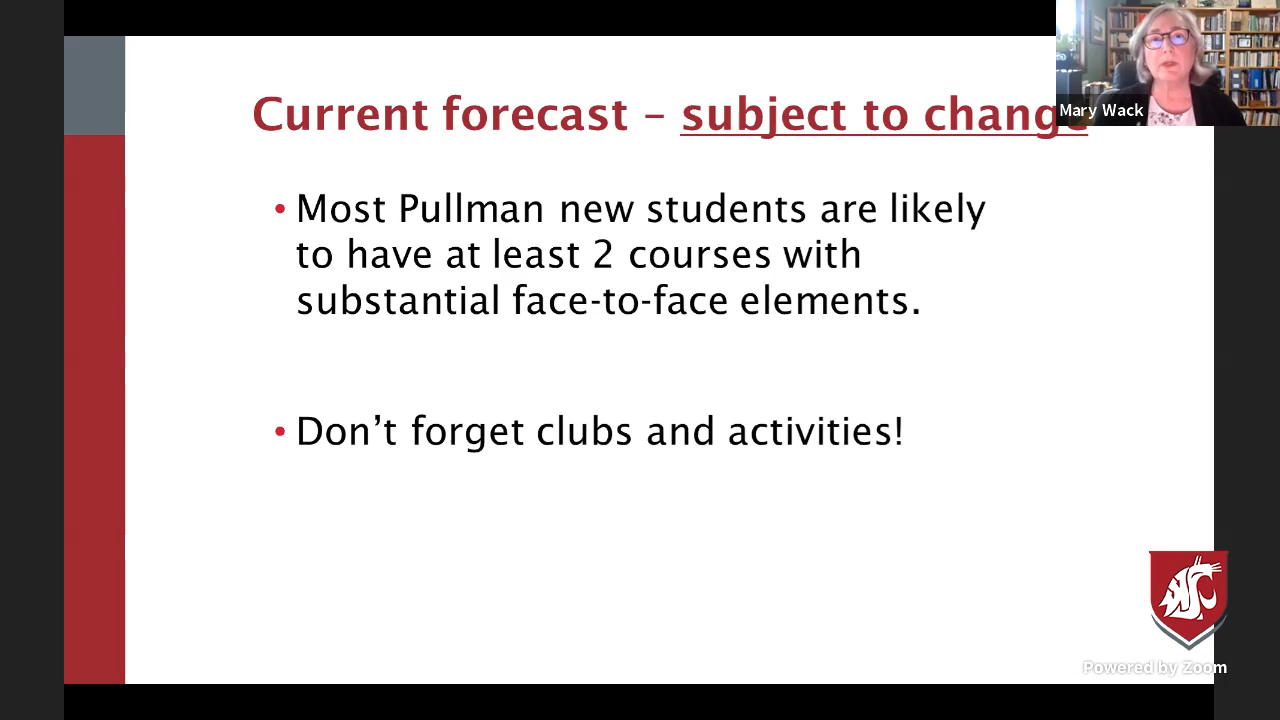 Current forecast – subject to change
Mary Wack
• Most Pullman new students are likely
to have at least 2 courses with
substantial face-to-face elements.
• Don’t forget clubs and activities!
Powered by Zoom